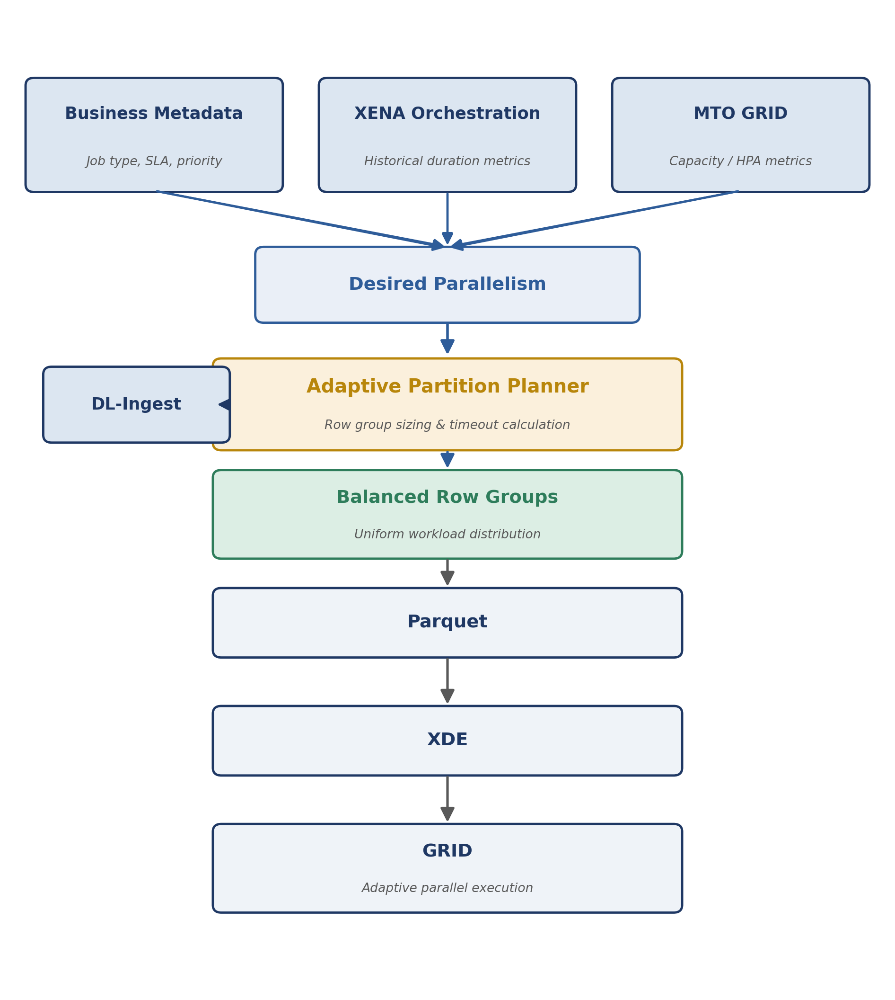 Business Metadata
Job type, SLA, priority
XENA Orchestration
Historical duration metrics
MTO GRID
Capacity / HPA metrics
Desired Parallelism
DL-Ingest
Adaptive Partition Planner
Row group sizing & timeout calculation
Balanced Row Groups
Uniform workload distribution
Parquet
XDE
GRID
Adaptive parallel execution